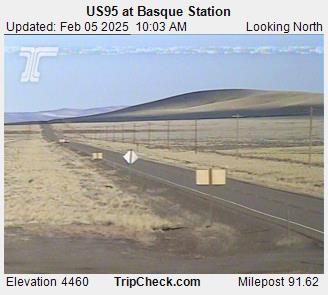 US95 at Basque Station
Updated: Feb 05 2025 10:03 AM Looking North
Elevation 4460 TripCheck.com Milepost 91.62